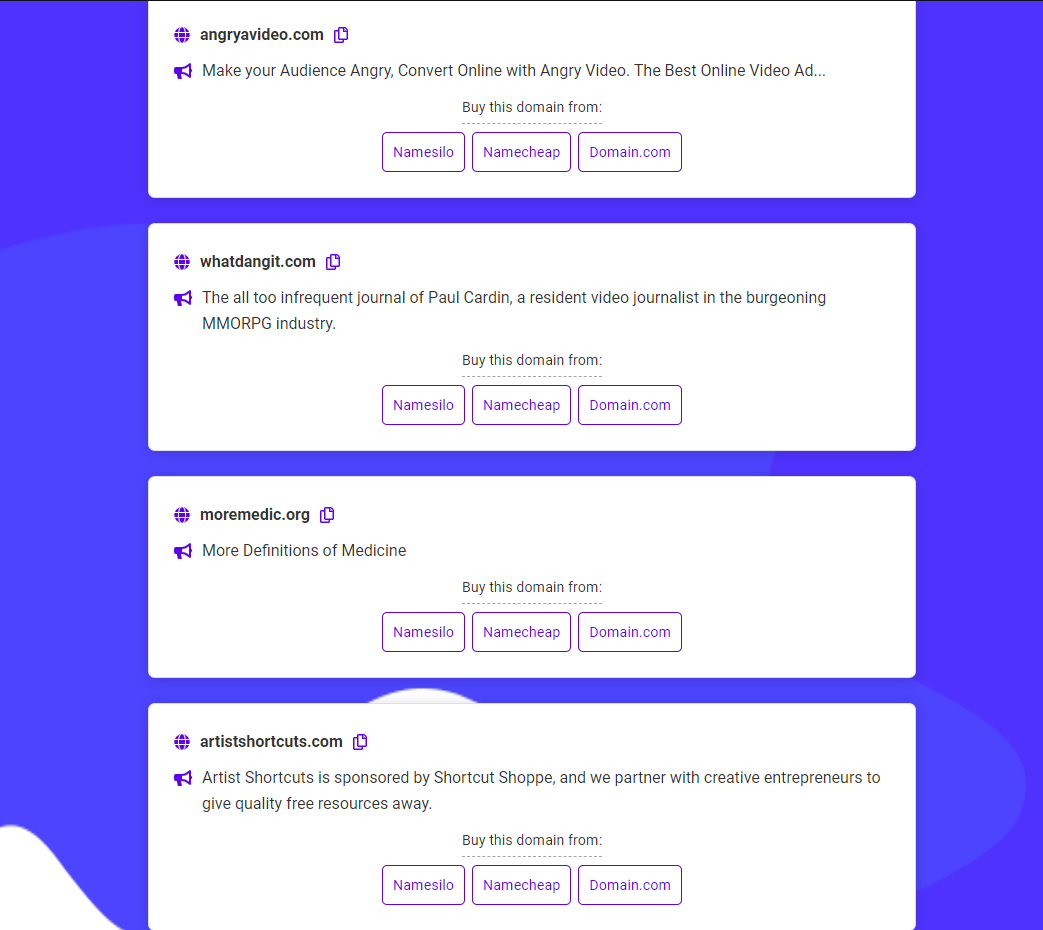 angryavideo.com
Make your Audience Angry, Convert Online with Angry Video. The Best Online Video Ad...
Buy this domain from:
Namesilo Namecheap Domain.com
whatdangit.com
The all too infrequent journal of Paul Cardin, a resident video journalist in the burgeoning
MMORPG industry.
Buy this domain from:
Namesilo Namecheap Domain.com
moremedic.org
More Definitions of Medicine
Buy this domain from:
Namesilo Namecheap Domain.com
artistshortcuts.com
Artist Shortcuts is sponsored by Shortcut Shoppe, and we partner with creative entrepreneurs to
give quality free resources away.
Buy this domain from:
Namesilo Namecheap Domain.com